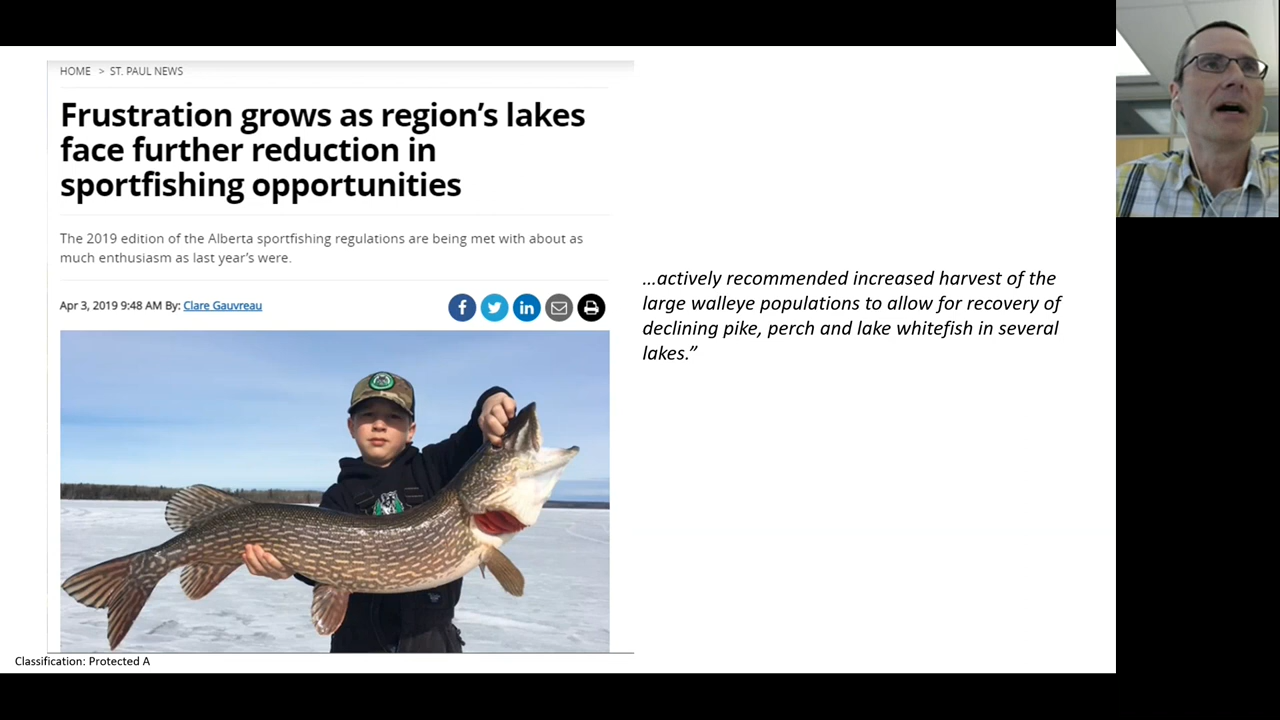 HOME > ST. PAUL NEWS
Frustration grows as region’s lakes
face further reduction in
sportfishing opportunities
The 2019 edition of the Alberta sportfishing regulations are being met with about as
much enthusiasm as last year’s were.
Apr 3, 2019 9:48 AM By: Clare Gauvreau
…actively recommended increased harvest of the
large walleye populations to allow for recovery of
declining pike, perch and lake whitefish in several
lakes.”
Classification: Protected A